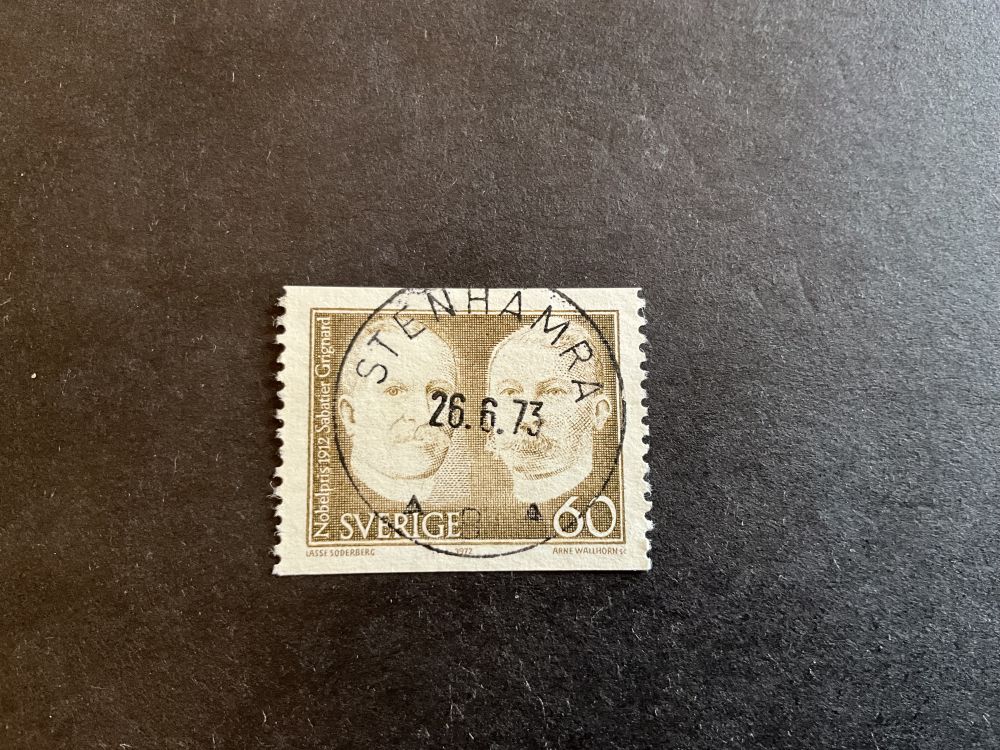 STENHAMRA
26.6.73
Nobelpris 1912·Sabatier Grignard
SVERIGE
60
LASSE SÖDERBERG
1972
ARNE WALLHORN SC